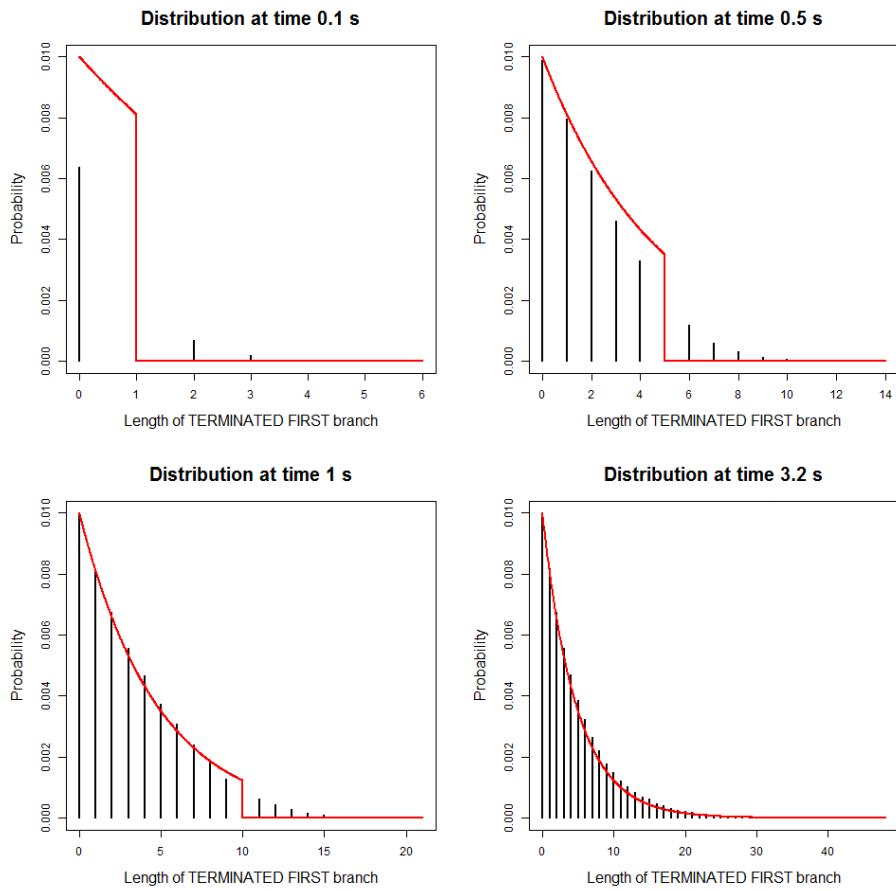 Distribution at time 0.1 s
Probability
0.000 0.002 0.004 0.006 0.008 0.010
0 1 2 3 4 5 6
Length of TERMINATED FIRST branch
Distribution at time 0.5 s
Probability
0.000 0.002 0.004 0.006 0.008 0.010
0 2 4 6 8 10 12 14
Length of TERMINATED FIRST branch
Distribution at time 1 s
Probability
0.000 0.002 0.004 0.006 0.008 0.010
0 5 10 15 20
Length of TERMINATED FIRST branch
Distribution at time 3.2 s
Probability
0.000 0.002 0.004 0.006 0.008 0.010
0 10 20 30 40
Length of TERMINATED FIRST branch